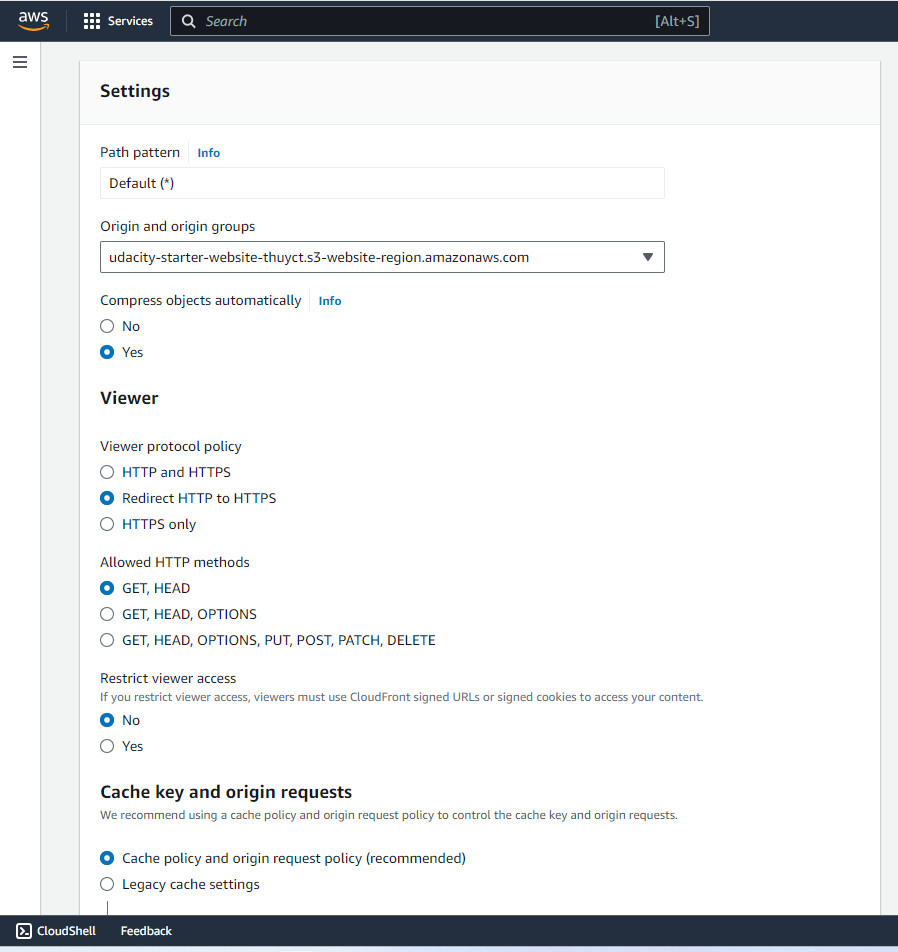 aws
Services
Search [Alt+S]
Settings
Path pattern Info
Default (*)
Origin and origin groups
udacity-starter-website-thuyct.s3-website-region.amazonaws.com
Compress objects automatically Info
No
Yes
Viewer
Viewer protocol policy
HTTP and HTTPS
Redirect HTTP to HTTPS
HTTPS only
Allowed HTTP methods
GET, HEAD
GET, HEAD, OPTIONS
GET, HEAD, OPTIONS, PUT, POST, PATCH, DELETE
Restrict viewer access
If you restrict viewer access, viewers must use CloudFront signed URLs or signed cookies to access your content.
No
Yes
Cache key and origin requests
We recommend using a cache policy and origin request policy to control the cache key and origin requests.
Cache policy and origin request policy (recommended)
Legacy cache settings
CloudShell Feedback